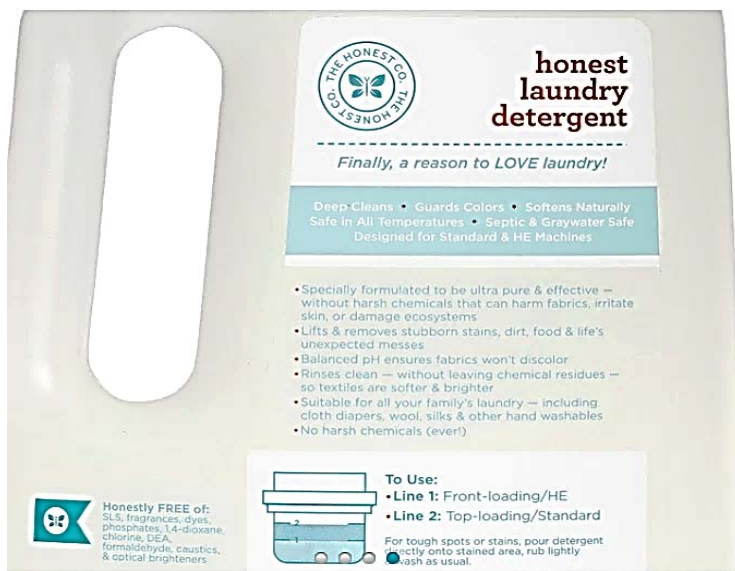 THE HONEST CO. THE HONEST CO.
honest
laundry
detergent
Finally, a reason to LOVE laundry!
Deep Cleans • Guards Colors • Softens Naturally
Safe in All Temperatures • Septic & Graywater Safe
Designed for Standard & HE Machines
• Specially formulated to be ultra pure & effective —
without harsh chemicals that can harm fabrics, irritate
skin, or damage ecosystems
• Lifts & removes stubborn stains, dirt, food & life's
unexpected messes
• Balanced pH ensures fabrics won't discolor
• Rinses clean — without leaving chemical residues —
so textiles are softer & brighter
• Suitable for all your family's laundry — including
cloth diapers, wool, silks & other hand washables
• No harsh chemicals (ever!)
Honestly FREE of:
SLS, fragrances, dyes,
phosphates, 1,4-dioxane,
chlorine, DEA,
formaldehyde, caustics,
& optical brighteners
2
1
To Use:
• Line 1: Front-loading/HE
• Line 2: Top-loading/Standard
For tough spots or stains, pour detergent
directly onto stained area, rub lightly
wash as usual.